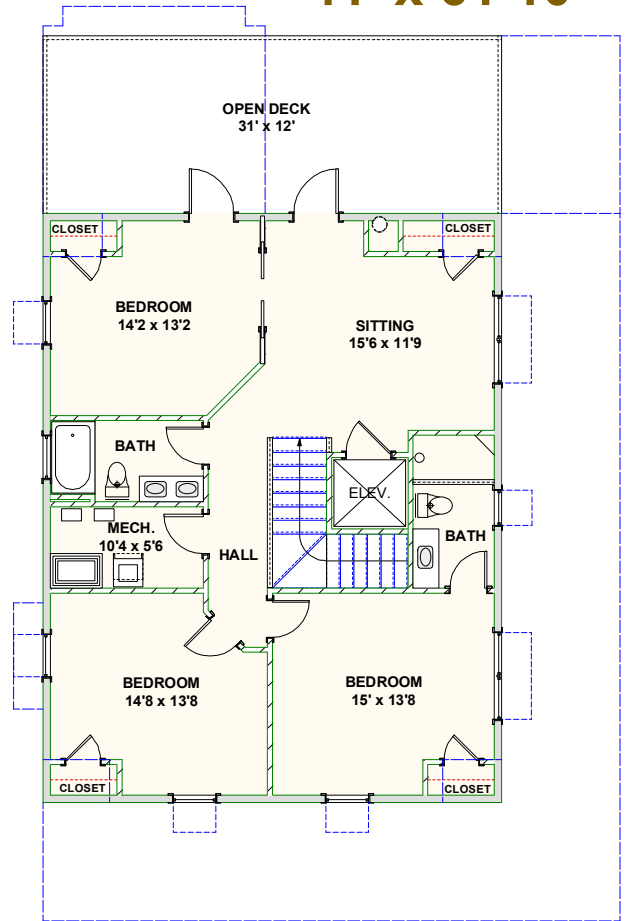 OPEN DECK
31' x 12'
CLOSET
CLOSET
BEDROOM
14'2 x 13'2
SITTING
15'6 x 11'9
BATH
ELEV.
MECH.
10'4 x 5'6
HALL
BATH
BEDROOM
14'8 x 13'8
BEDROOM
15' x 13'8
CLOSET
CLOSET